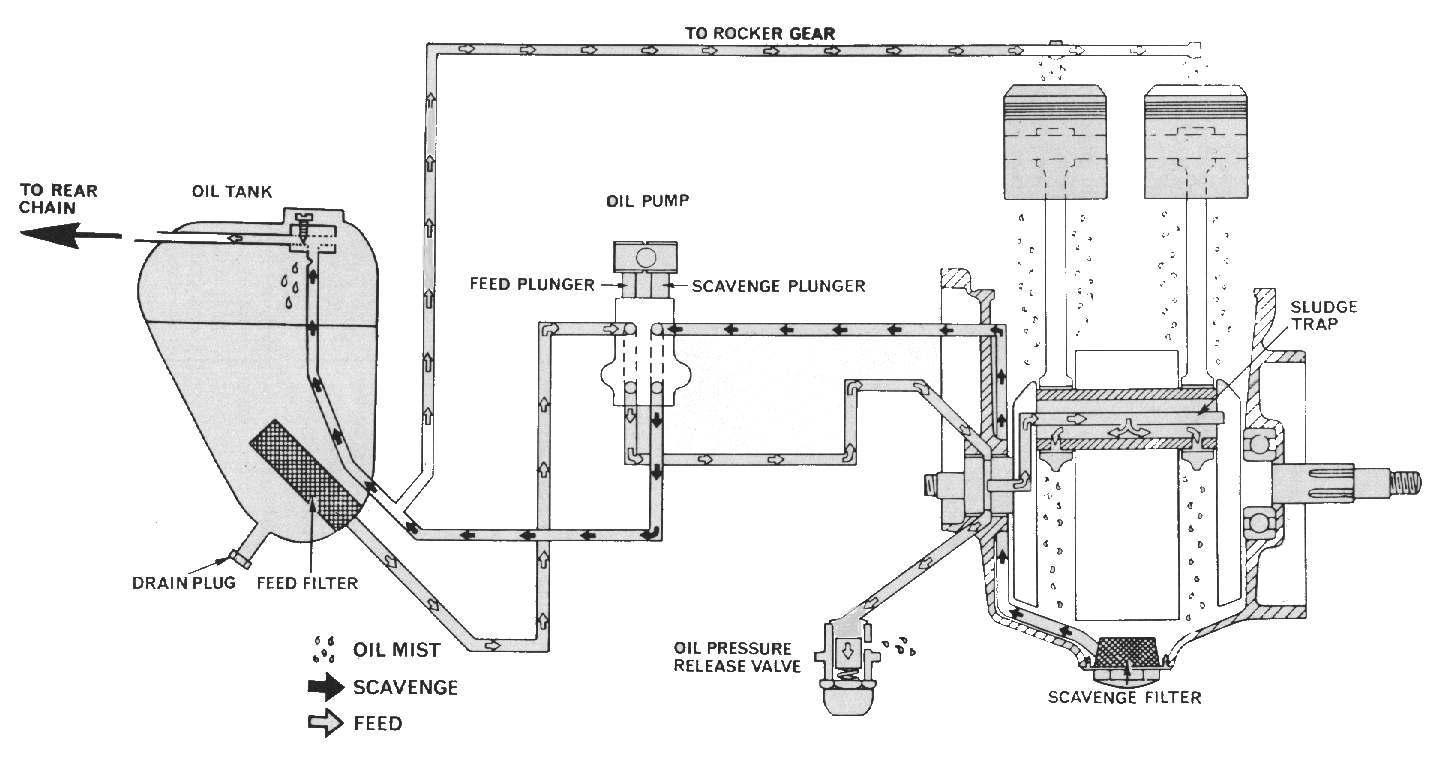 TO ROCKER GEAR
TO REAR
CHAIN
OIL TANK
OIL PUMP
FEED PLUNGER
SCAVENGE PLUNGER
SLUDGE
TRAP
DRAIN PLUG
FEED FILTER
OIL MIST
SCAVENGE
FEED
OIL PRESSURE
RELEASE VALVE
SCAVENGE FILTER